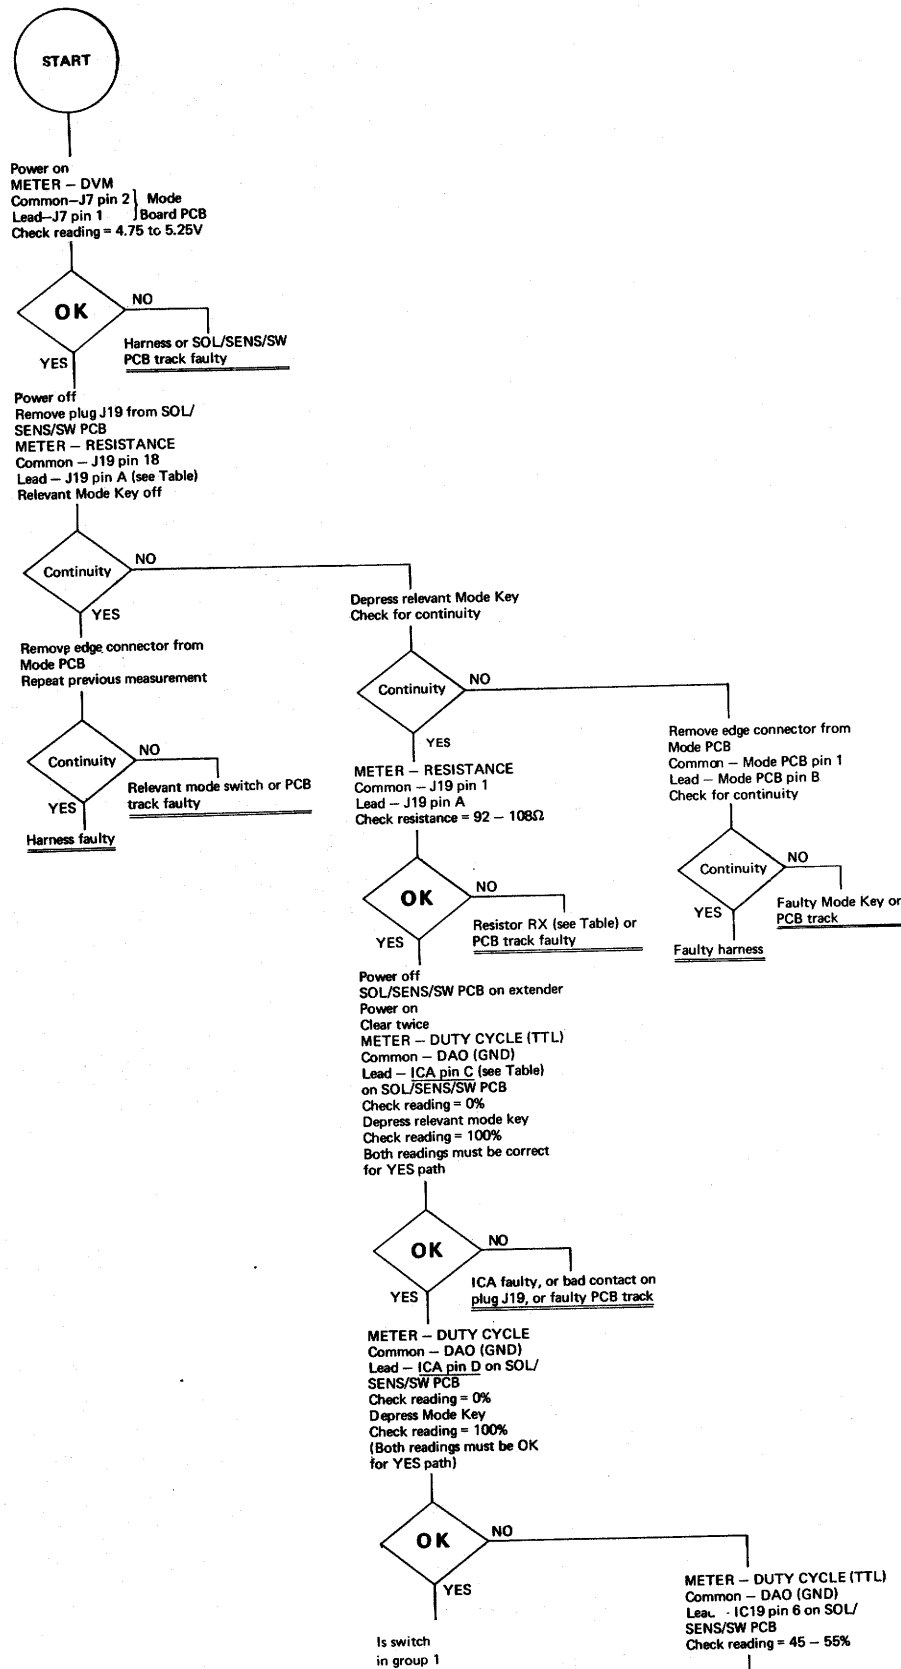 START
Power on
METER – DVM
Common–J7 pin 2 } Mode
Lead–J7 pin 1 } Board PCB
Check reading = 4.75 to 5.25V
OK
NO
Harness or SOL/SENS/SW
PCB track faulty
YES
Power off
Remove plug J19 from SOL/
SENS/SW PCB
METER – RESISTANCE
Common – J19 pin 18
Lead – J19 pin A (see Table)
Relevant Mode Key off
Continuity
NO
YES
Remove edge connector from
Mode PCB
Repeat previous measurement
Continuity
NO
Relevant mode switch or PCB
track faulty
YES
Harness faulty
Depress relevant Mode Key
Check for continuity
Continuity
NO
YES
METER – RESISTANCE
Common – J19 pin 1
Lead – J19 pin A
Check resistance = 92 – 108Ω
Remove edge connector from
Mode PCB
Common – Mode PCB pin 1
Lead – Mode PCB pin B
Check for continuity
Continuity
NO
Faulty Mode Key or
PCB track
YES
Faulty harness
OK
NO
Resistor RX (see Table) or
PCB track faulty
YES
Power off
SOL/SENS/SW PCB on extender
Power on
Clear twice
METER – DUTY CYCLE (TTL)
Common – DAO (GND)
Lead – ICA pin C (see Table)
on SOL/SENS/SW PCB
Check reading = 0%
Depress relevant mode key
Check reading = 100%
Both readings must be correct
for YES path
OK
NO
ICA faulty, or bad contact on
plug J19, or faulty PCB track
YES
METER – DUTY CYCLE
Common – DAO (GND)
Lead – ICA pin D on SOL/
SENS/SW PCB
Check reading = 0%
Depress Mode Key
Check reading = 100%
(Both readings must be OK
for YES path)
OK
NO
YES
Is switch
in group 1
METER – DUTY CYCLE (TTL)
Common – DAO (GND)
- IC19 pin 6 on SOL/
SENS/SW PCB
Check reading = 45 – 55%